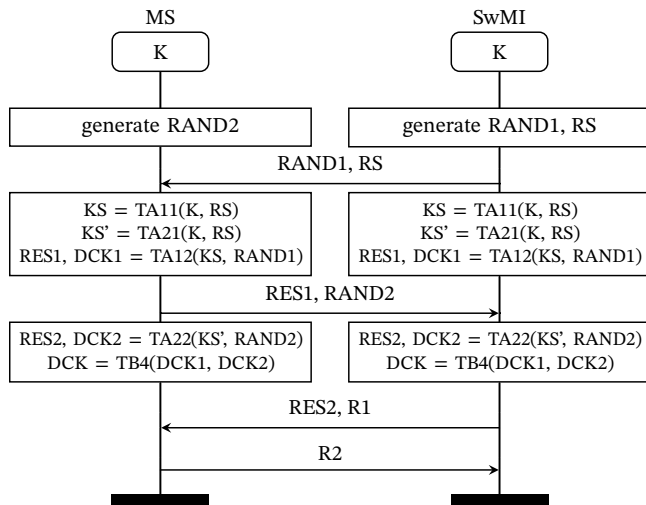 MS SwMI
K K
generate RAND2 generate RAND1, RS
RAND1, RS
KS = TA11(K, RS) KS = TA11(K, RS)
KS’ = TA21(K, RS) KS’ = TA21(K, RS)
RES1, DCK1 = TA12(KS, RAND1) RES1, DCK1 = TA12(KS, RAND1)
RES1, RAND2
RES2, DCK2 = TA22(KS’, RAND2) RES2, DCK2 = TA22(KS’, RAND2)
DCK = TB4(DCK1, DCK2) DCK = TB4(DCK1, DCK2)
RES2, R1
R2